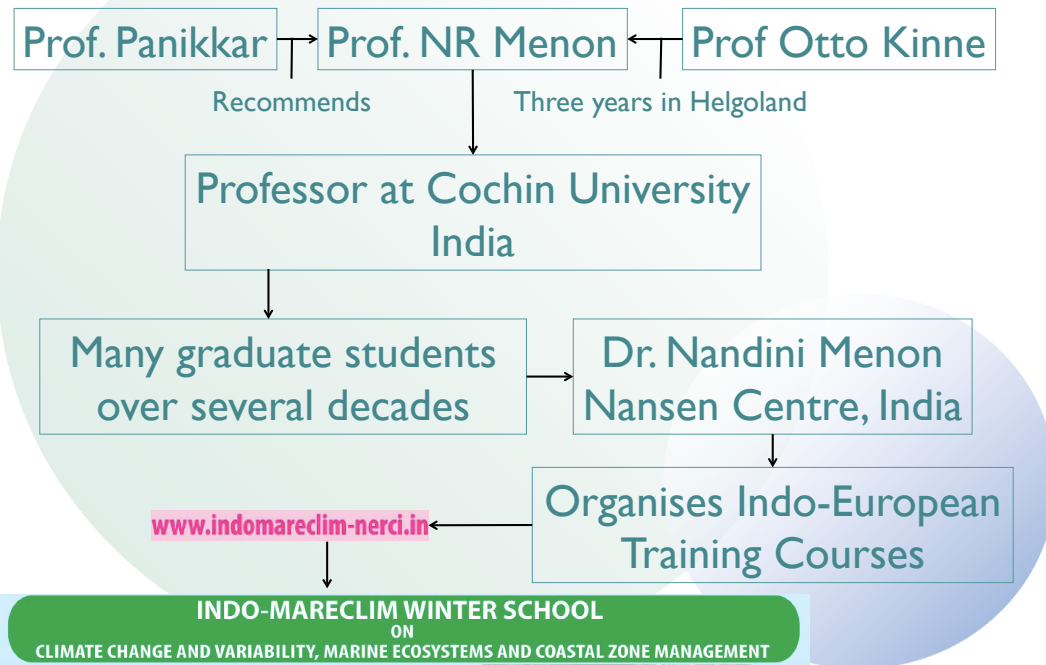 Prof. Panikkar
Prof. NR Menon
Prof Otto Kinne
Recommends
Three years in Helgoland
Professor at Cochin University
India
Many graduate students
over several decades
Dr. Nandini Menon
Nansen Centre, India
Organises Indo-European
Training Courses
www.indomareclim-nerci.in
INDO-MARECLIM WINTER SCHOOL
ON
CLIMATE CHANGE AND VARIABILITY, MARINE ECOSYSTEMS AND COASTAL ZONE MANAGEMENT